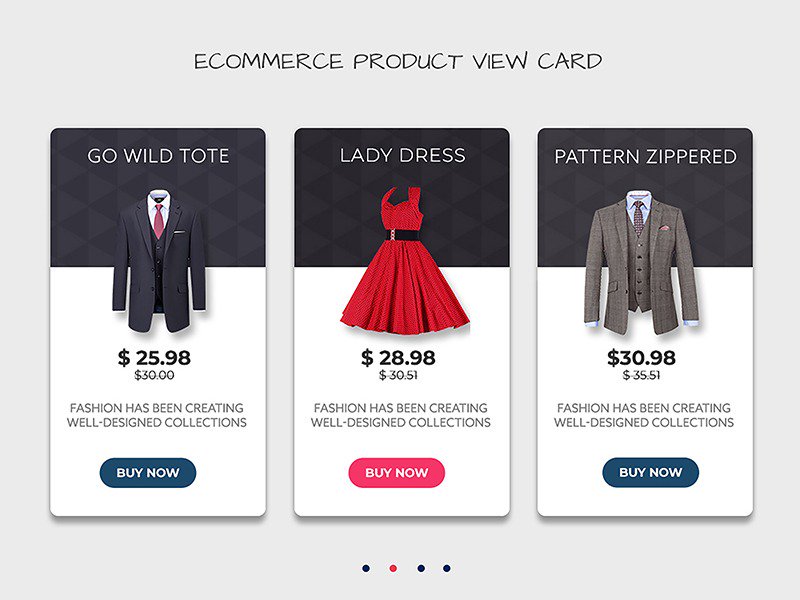 ECOMMERCE PRODUCT VIEW CARD
GO WILD TOTE
$ 25.98
$30.00
FASHION HAS BEEN CREATING
WELL-DESIGNED COLLECTIONS
BUY NOW
LADY DRESS
$ 28.98
$ 30.51
FASHION HAS BEEN CREATING
WELL-DESIGNED COLLECTIONS
BUY NOW
PATTERN ZIPPERED
$30.98
$ 35.51
FASHION HAS BEEN CREATING
WELL-DESIGNED COLLECTIONS
BUY NOW